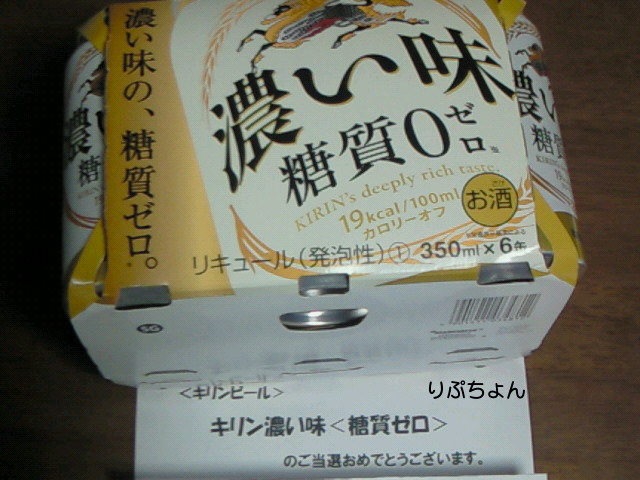 濃い味の、糖質ゼロ。
濃い味
糖質0ゼロ※
KIRIN's deeply rich taste.
19kcal/100ml
カロリーオフ
お酒
リキュール(発泡性)① 350ml×6缶
SG
<キリンビール>
りぷちょん
キリン濃い味<糖質ゼロ>
のご当選おめでとうございます。